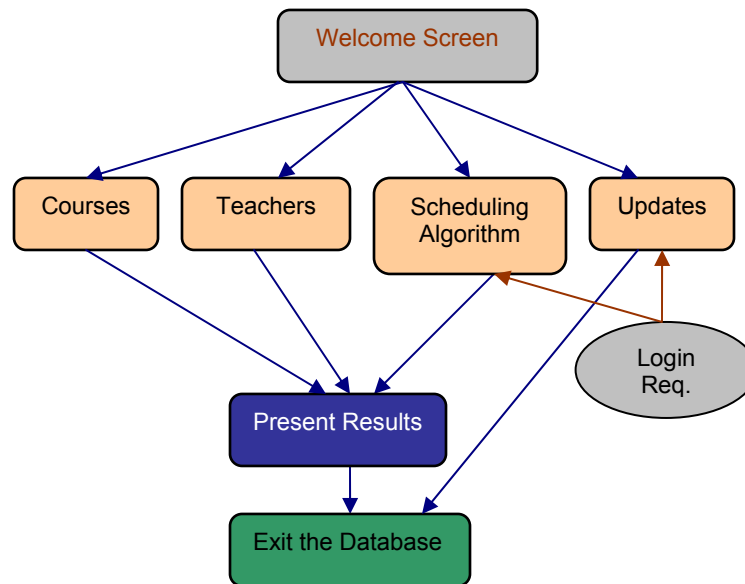 Welcome Screen
Courses
Teachers
Scheduling
Algorithm
Updates
Login
Req.
Present Results
Exit the Database